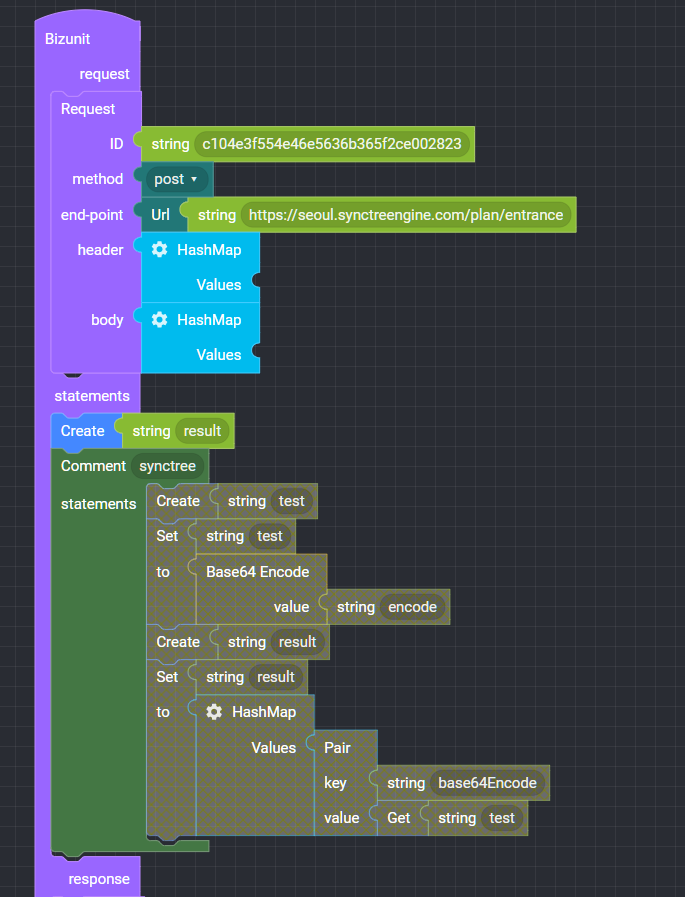 Bizunit
request
Request
ID string c104e3f554e46e5636b365f2ce002823
method post
end-point Url string https://seoul.synctreengine.com/plan/entrance
header HashMap
Values
body HashMap
Values
statements
Create string result
Comment synctree
statements Create string test
Set string test
to Base64 Encode
value string encode
Create string result
Set string result
to HashMap
Values Pair
key string base64Encode
value Get string test
response